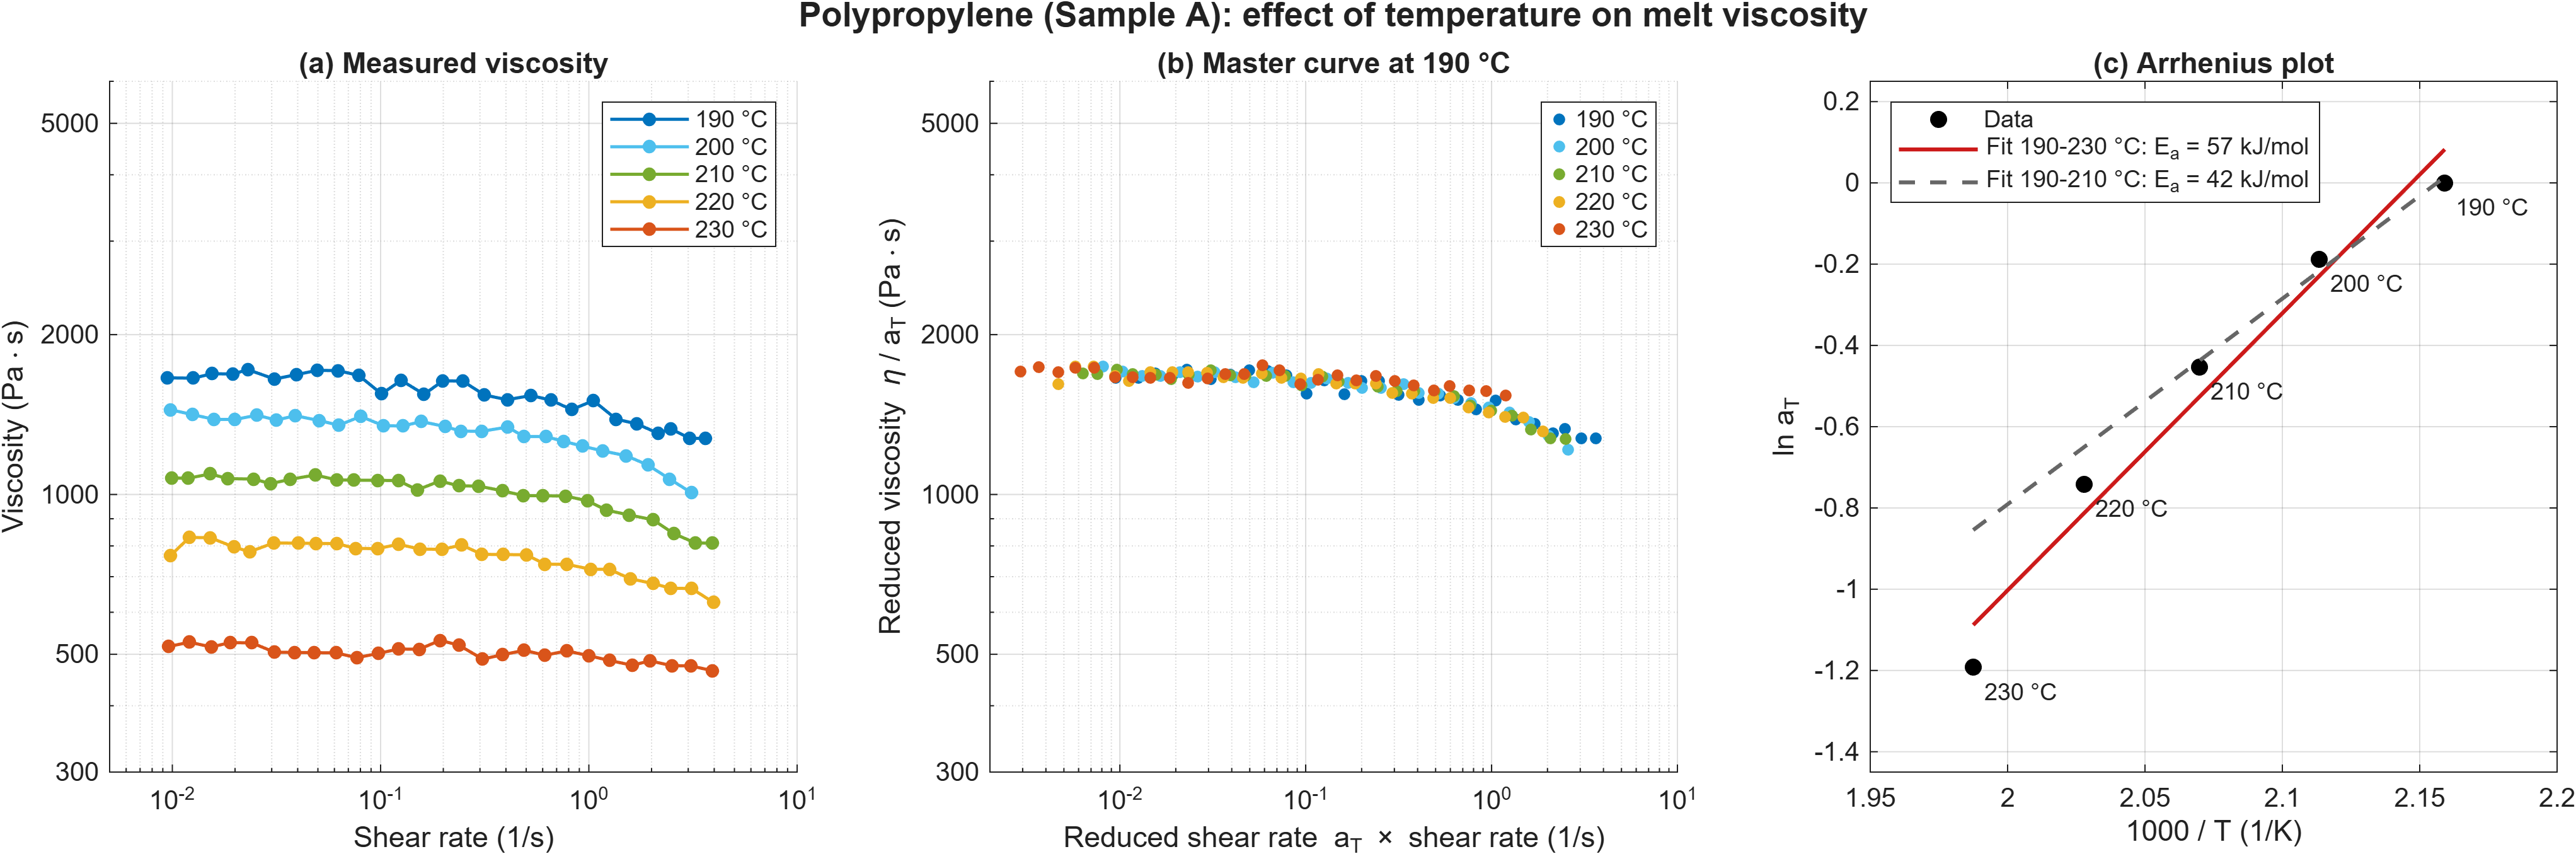 Polypropylene (Sample A): effect of temperature on melt viscosity
(a) Measured viscosity
Viscosity (Pa · s)
5000
2000
1000
500
300
10-2
10-1
100
101
Shear rate (1/s)
190 °C
200 °C
210 °C
220 °C
230 °C
(b) Master curve at 190 °C
Reduced viscosity η / aT (Pa · s)
5000
2000
1000
500
300
10-2
10-1
100
101
Reduced shear rate aT × shear rate (1/s)
190 °C
200 °C
210 °C
220 °C
230 °C
(c) Arrhenius plot
ln aT
0.2
0
-0.2
-0.4
-0.6
-0.8
-1
-1.2
-1.4
1.95
2
2.05
2.1
2.15
2.2
1000 / T (1/K)
Data
Fit 190-230 °C: Ea = 57 kJ/mol
Fit 190-210 °C: Ea = 42 kJ/mol
190 °C
200 °C
210 °C
220 °C
230 °C